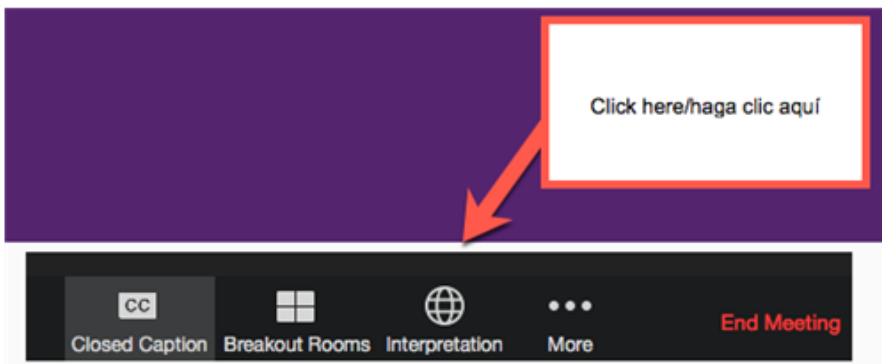 Click here/haga clic aquí
CC
Closed Caption Breakout Rooms Interpretation More End Meeting